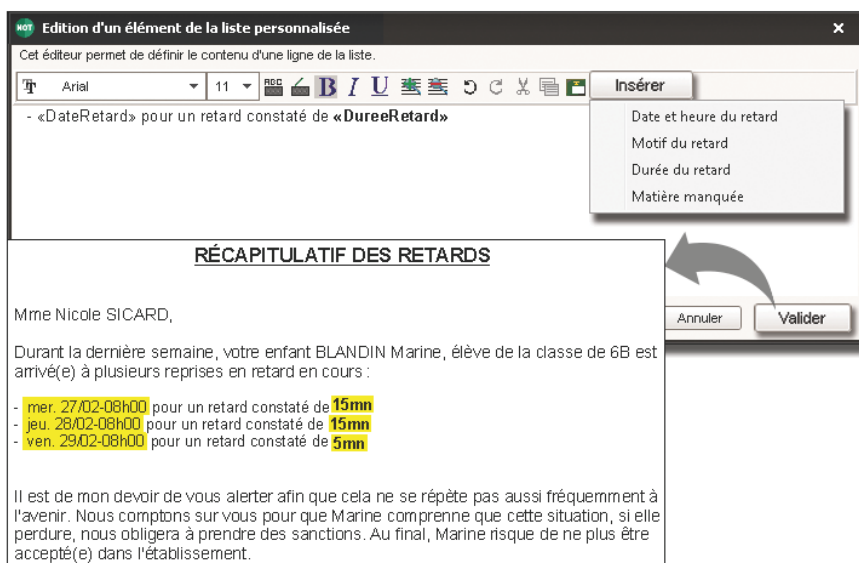 NOT Edition d'un élément de la liste personnalisée x
Cet éditeur permet de définir le contenu d'une ligne de la liste.
Arial 11 ABC B I U Insérer
- «DateRetard» pour un retard constaté de «DureeRetard»
Date et heure du retard
Motif du retard
Durée du retard
Matière manquée
Annuler Valider
RÉCAPITULATIF DES RETARDS
Mme Nicole SICARD,
Durant la dernière semaine, votre enfant BLANDIN Marine, élève de la classe de 6B est
arrivé(e) à plusieurs reprises en retard en cours :
- mer. 27/02-08h00 pour un retard constaté de 15mn
- jeu. 28/02-08h00 pour un retard constaté de 15mn
- ven. 29/02-08h00 pour un retard constaté de 5mn
Il est de mon devoir de vous alerter afin que cela ne se répète pas aussi fréquemment à
l'avenir. Nous comptons sur vous pour que Marine comprenne que cette situation, si elle
perdure, nous obligera à prendre des sanctions. Au final, Marine risque de ne plus être
accepté(e) dans l'établissement.